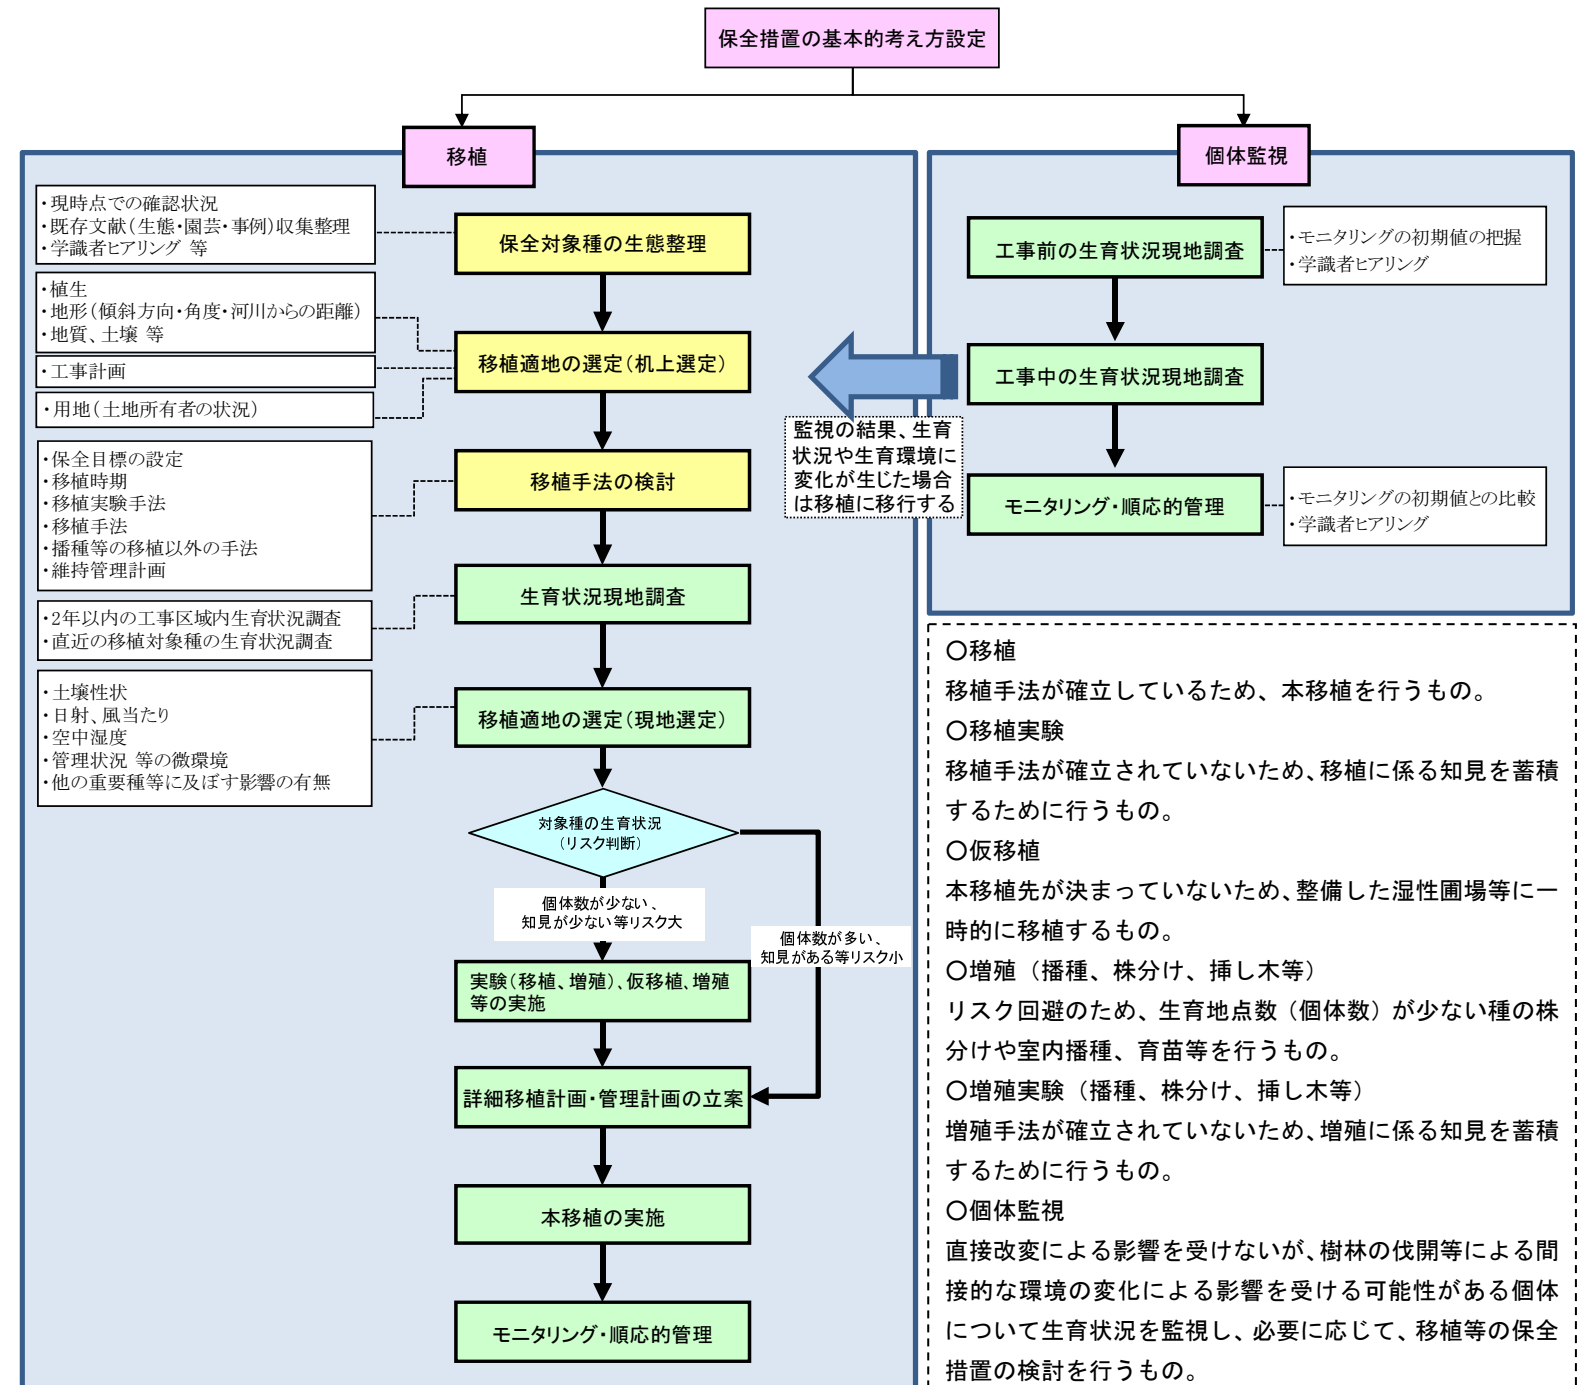 保全措置の基本的考え方設定
移植
・現時点での確認状況
・既存文献（生態・園芸・事例）収集整理
・学識者ヒアリング 等
保全対象種の生態整理
・植生
・地形（傾斜方向・角度・河川からの距離）
・地質、土壌 等
・工事計画
・用地（土地所有者の状況）
移植適地の選定（机上選定）
・保全目標の設定
・移植時期
・移植実験手法
・移植手法
・播種等の移植以外の手法
・維持管理計画
移植手法の検討
・2年以内の工事区域内生育状況調査
・直近の移植対象種の生育状況調査
生育状況現地調査
・土壌性状
・日射、風当たり
・空中湿度
・管理状況 等の微環境
・他の重要種等に及ぼす影響の有無
移植適地の選定（現地選定）
対象種の生育状況
（リスク判断）
個体数が少ない、
知見が少ない等リスク大
個体数が多い、
知見がある等リスク小
実験（移植、増殖）、仮移植、増殖
等の実施
詳細移植計画・管理計画の立案
本移植の実施
モニタリング・順応的管理
個体監視
工事前の生育状況現地調査
・モニタリングの初期値の把握
・学識者ヒアリング
工事中の生育状況現地調査
監視の結果、生育
状況や生育環境に
変化が生じた場合
は移植に移行する
モニタリング・順応的管理
・モニタリングの初期値との比較
・学識者ヒアリング
○移植
移植手法が確立しているため、本移植を行うもの。
○移植実験
移植手法が確立されていないため、移植に係る知見を蓄積
するために行うもの。
○仮移植
本移植先が決まっていないため、整備した湿性圃場等に一
時的に移植するもの。
○増殖（播種、株分け、挿し木等）
リスク回避のため、生育地点数（個体数）が少ない種の株
分けや室内播種、育苗等を行うもの。
○増殖実験（播種、株分け、挿し木等）
増殖手法が確立されていないため、増殖に係る知見を蓄積
するために行うもの。
○個体監視
直接改変による影響を受けないが、樹林の伐開等による間
接的な環境の変化による影響を受ける可能性がある個体
について生育状況を監視し、必要に応じて、移植等の保全
措置の検討を行うもの。